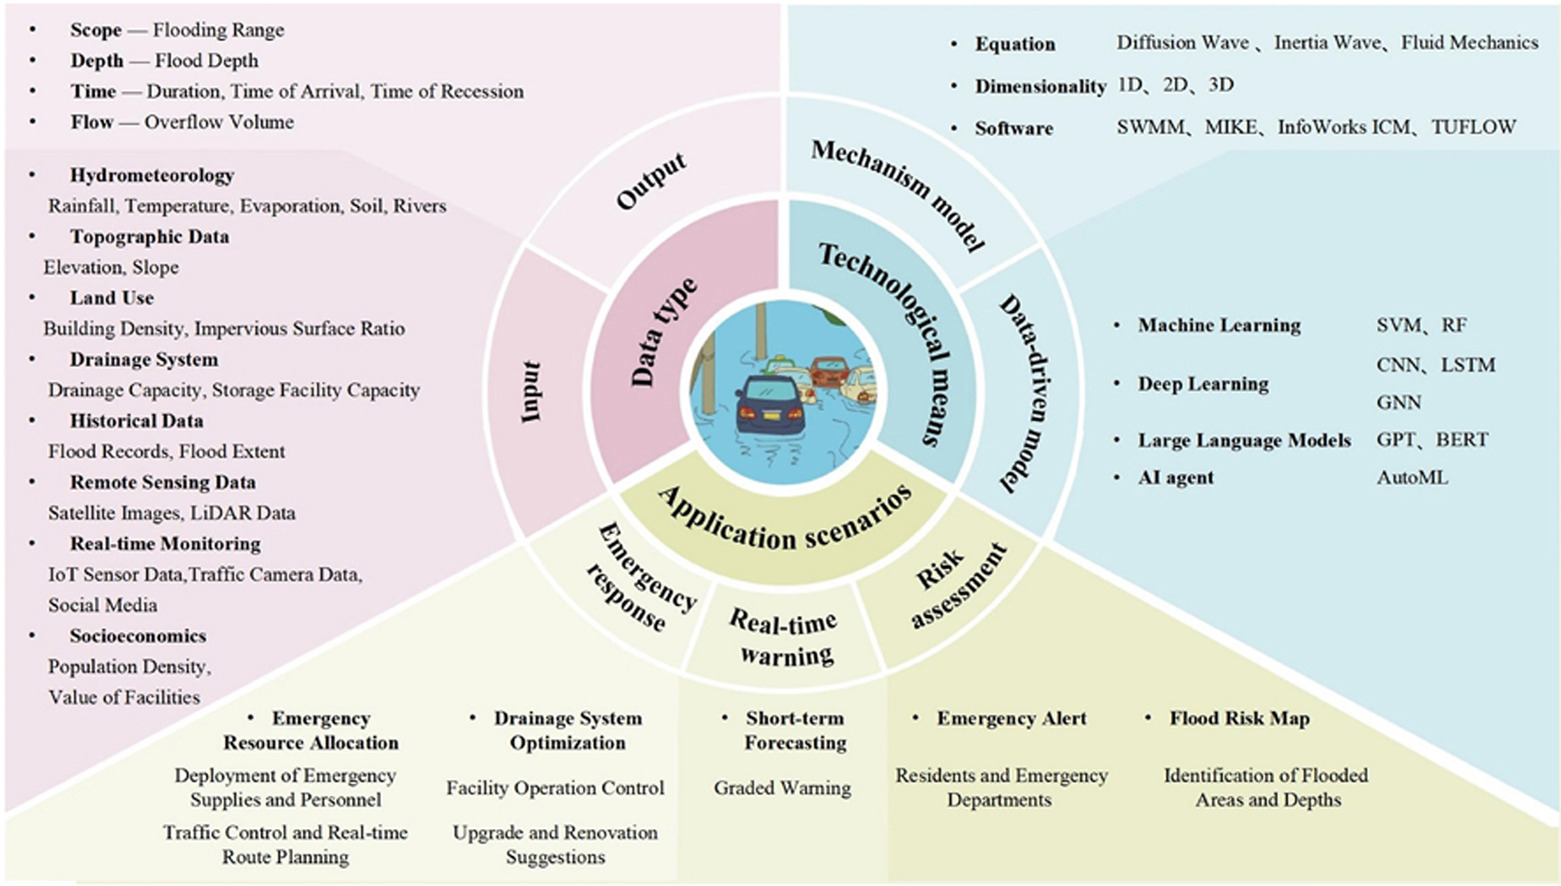 • Scope — Flooding Range
• Depth — Flood Depth
• Time — Duration, Time of Arrival, Time of Recession
• Flow — Overflow Volume
• Hydrometeorology
Rainfall, Temperature, Evaporation, Soil, Rivers
• Topographic Data
Elevation, Slope
• Land Use
Building Density, Impervious Surface Ratio
• Drainage System
Drainage Capacity, Storage Facility Capacity
• Historical Data
Flood Records, Flood Extent
• Remote Sensing Data
Satellite Images, LiDAR Data
• Real-time Monitoring
IoT Sensor Data,Traffic Camera Data,
Social Media
• Socioeconomics
Population Density,
Value of Facilities
Output
Input
Data type
Mechanism model
Data-driven model
Technological means
Application scenarios
Emergency
response
Real-time
warning
Risk
assessment
• Equation Diffusion Wave 、Inertia Wave、Fluid Mechanics
• Dimensionality 1D、2D、3D
• Software SWMM、MIKE、InfoWorks ICM、TUFLOW
• Machine Learning SVM、RF
CNN、LSTM
• Deep Learning
GNN
• Large Language Models GPT、BERT
• AI agent AutoML
• Emergency
Resource Allocation
Deployment of Emergency
Supplies and Personnel
Traffic Control and Real-time
Route Planning
• Drainage System
Optimization
Facility Operation Control
Upgrade and Renovation
Suggestions
• Short-term
Forecasting
Graded Warning
• Emergency Alert
Residents and Emergency
Departments
• Flood Risk Map
Identification of Flooded
Areas and Depths